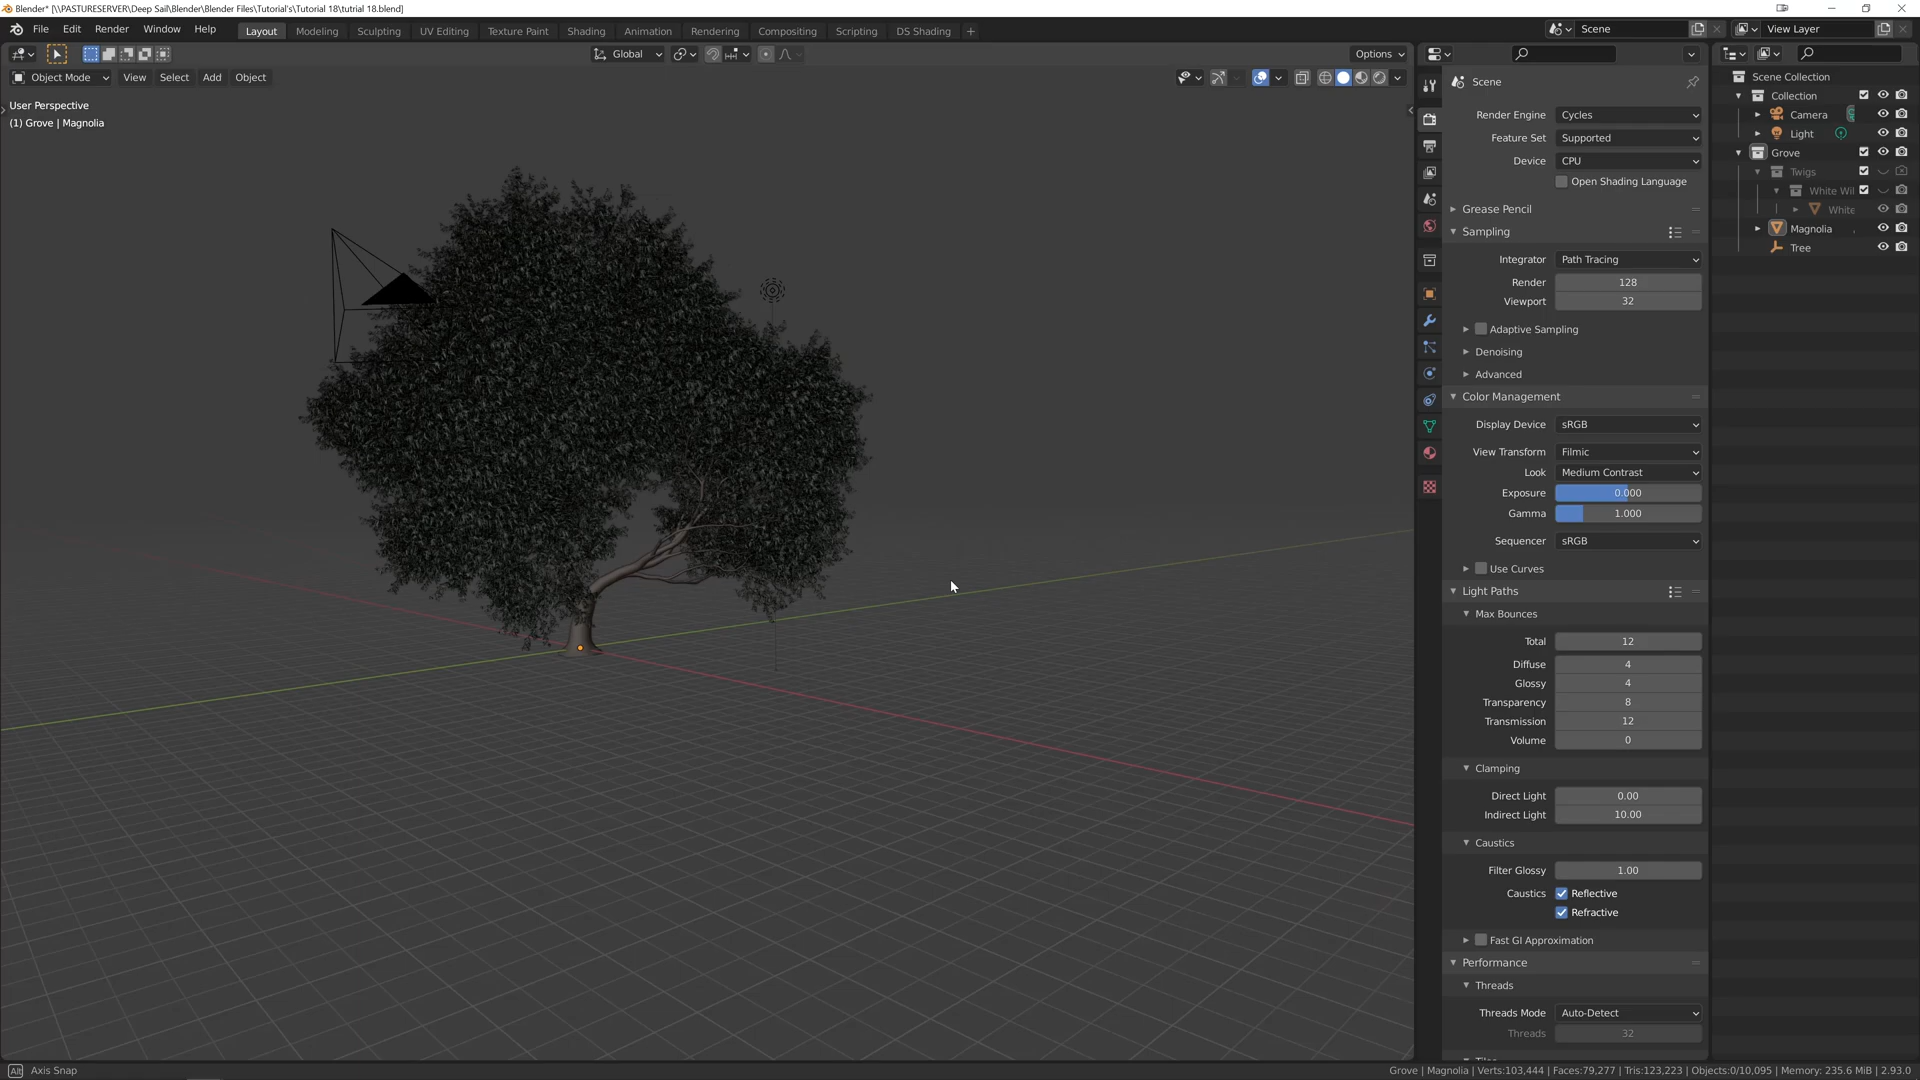 Blender* [\\PASTURESERVER\Deep Sail\Blender\Blender Files\Tutorial's\Tutorial 18\tutrial 18.blend]
File Edit Render Window Help Layout Modeling Sculpting UV Editing Texture Paint Shading Animation Rendering Compositing Scripting DS Shading + Scene View Layer
Global Options
Object Mode View Select Add Object
User Perspective
(1) Grove | Magnolia
Scene
Render Engine Cycles
Feature Set Supported
Device CPU
Open Shading Language
Grease Pencil
Sampling
Integrator Path Tracing
Render 128
Viewport 32
Adaptive Sampling
Denoising
Advanced
Color Management
Display Device sRGB
View Transform Filmic
Look Medium Contrast
Exposure 0.000
Gamma 1.000
Sequencer sRGB
Use Curves
Light Paths
Max Bounces
Total 12
Diffuse 4
Glossy 4
Transparency 8
Transmission 12
Volume 0
Clamping
Direct Light 0.00
Indirect Light 10.00
Caustics
Filter Glossy 1.00
Caustics Reflective
Refractive
Fast GI Approximation
Performance
Threads
Threads Mode Auto-Detect
Threads 32
Scene Collection
Collection
Camera
Light
Grove
Twigs
White Wil
White
Magnolia
Tree
Alt Axis Snap
Grove | Magnolia | Verts:103,444 | Faces:79,277 | Tris:123,223 | Objects:0/10,095 | Memory: 235.6 MiB | 2.93.0